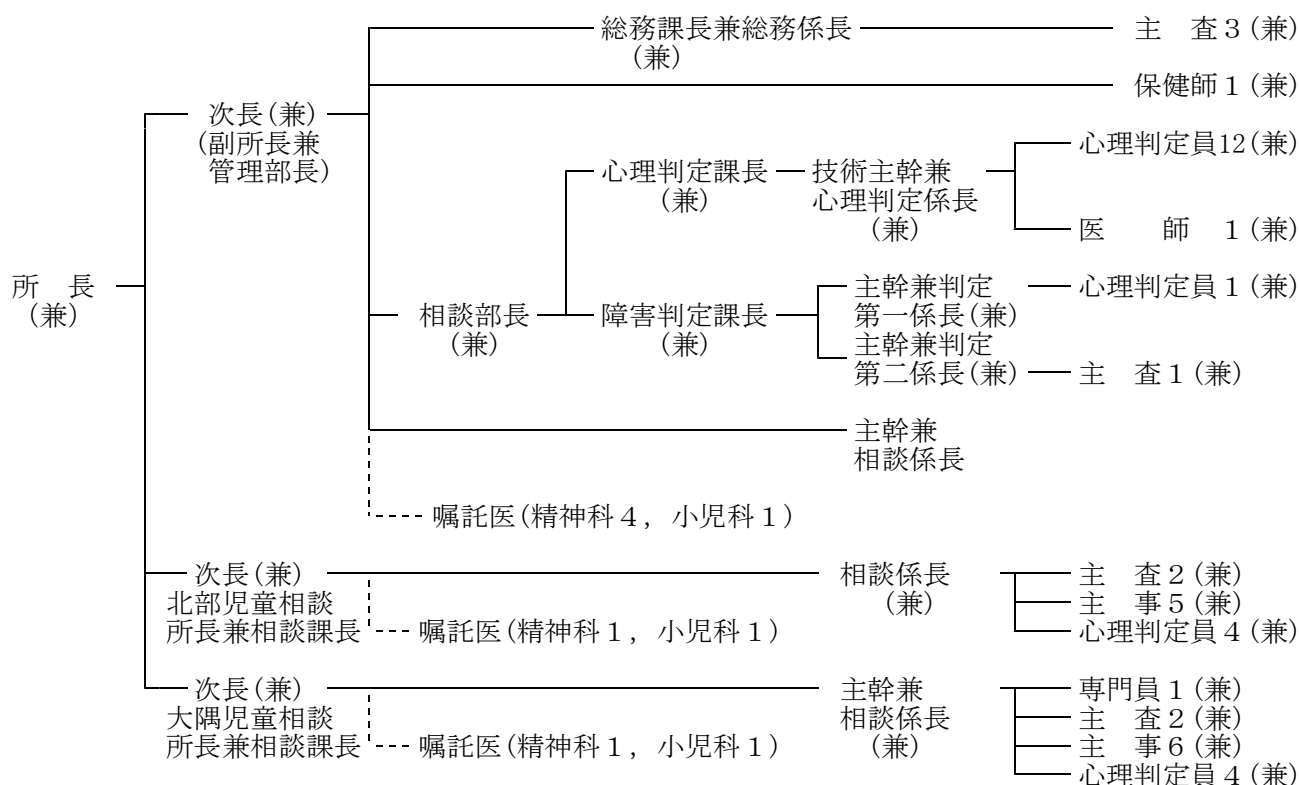 総務課長兼総務係長
(兼)
主　査３(兼)
保健師１(兼)
次長(兼)
(副所長兼
管理部長)
心理判定課長
(兼)
技術主幹兼
心理判定係長
(兼)
心理判定員12(兼)
医　　師　１(兼)
所　長
(兼)
相談部長
(兼)
障害判定課長
(兼)
主幹兼判定
第一係長(兼)
心理判定員１(兼)
主幹兼判定
第二係長(兼)
主　査１(兼)
主幹兼
相談係長
嘱託医(精神科４，小児科１)
次長(兼)
北部児童相談
所長兼相談課長
嘱託医(精神科１，小児科１)
相談係長
(兼)
主　査２(兼)
主　事５(兼)
心理判定員４(兼)
次長(兼)
大隅児童相談
所長兼相談課長
嘱託医(精神科１，小児科１)
主幹兼
相談係長
(兼)
専門員１(兼)
主　査２(兼)
主　事６(兼)
心理判定員４(兼)